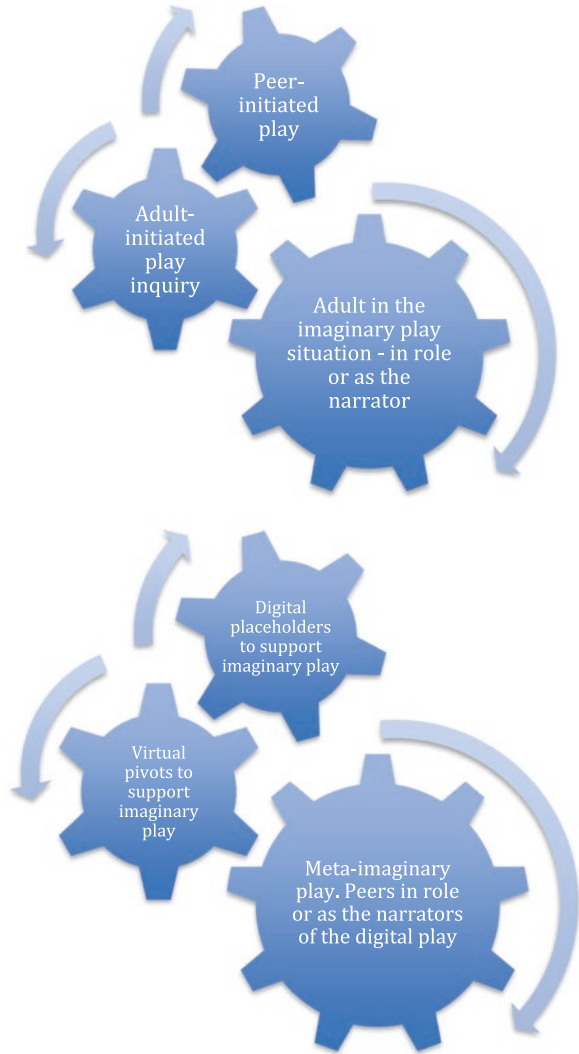 Peer-
initiated
play
Adult-
initiated
play
inquiry
Adult in the
imaginary play
situation - in role
or as the
narrator
Digital
placeholders
to support
imaginary play
Virtual
pivots to
support
imaginary
play
Meta-imaginary
play. Peers in role
or as the narrators
of the digital play